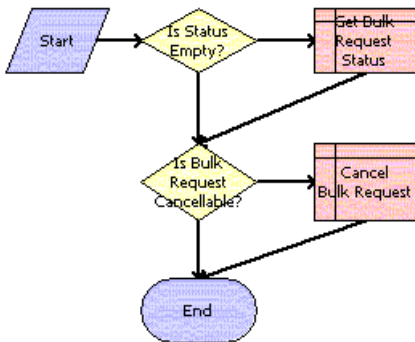 Start
Is Status
Empty?
Get Bulk
Request
Status
Is Bulk
Request
Cancellable?
Cancel
Bulk Request
End